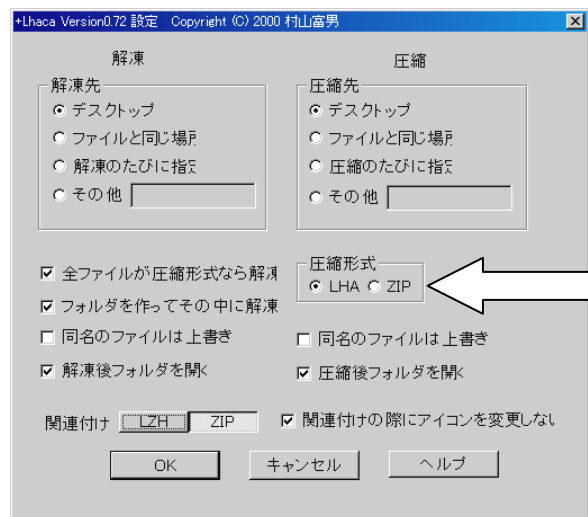 +Lhaca Version0.72 設定 Copyright (C) 2000 村山富男
解凍
解凍先
デスクトップ
ファイルと同じ場
解凍のたびに指
その他
全ファイルが圧縮形式なら解凍
フォルダを作ってその中に解凍
同名のファイルは上書き
解凍後フォルダを開く
圧縮
圧縮先
デスクトップ
ファイルと同じ場
圧縮のたびに指
その他
圧縮形式
LHA ZIP
同名のファイルは上書き
圧縮後フォルダを開く
関連付け LZH ZIP
関連付けの際にアイコンを変更しない
OK キャンセル ヘルプ